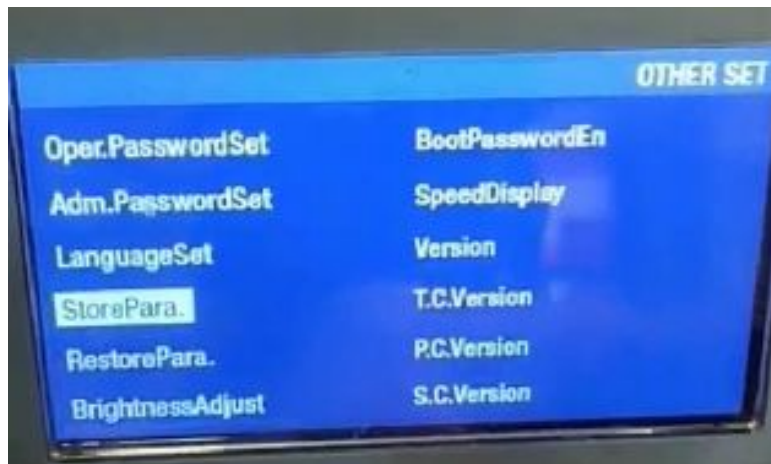 OTHER SET
Oper.PasswordSet
Adm.PasswordSet
LanguageSet
StorePara.
RestorePara.
BrightnessAdjust
BootPasswordEn
SpeedDisplay
Version
T.C.Version
P.C.Version
S.C.Version